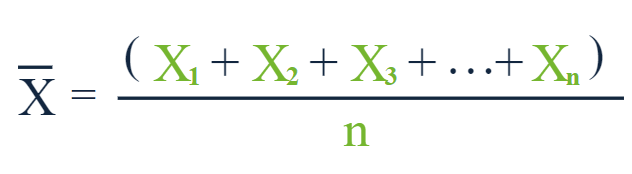 X̅ = ( X₁ + X₂ + X₃ + ...+ Xₙ )
n